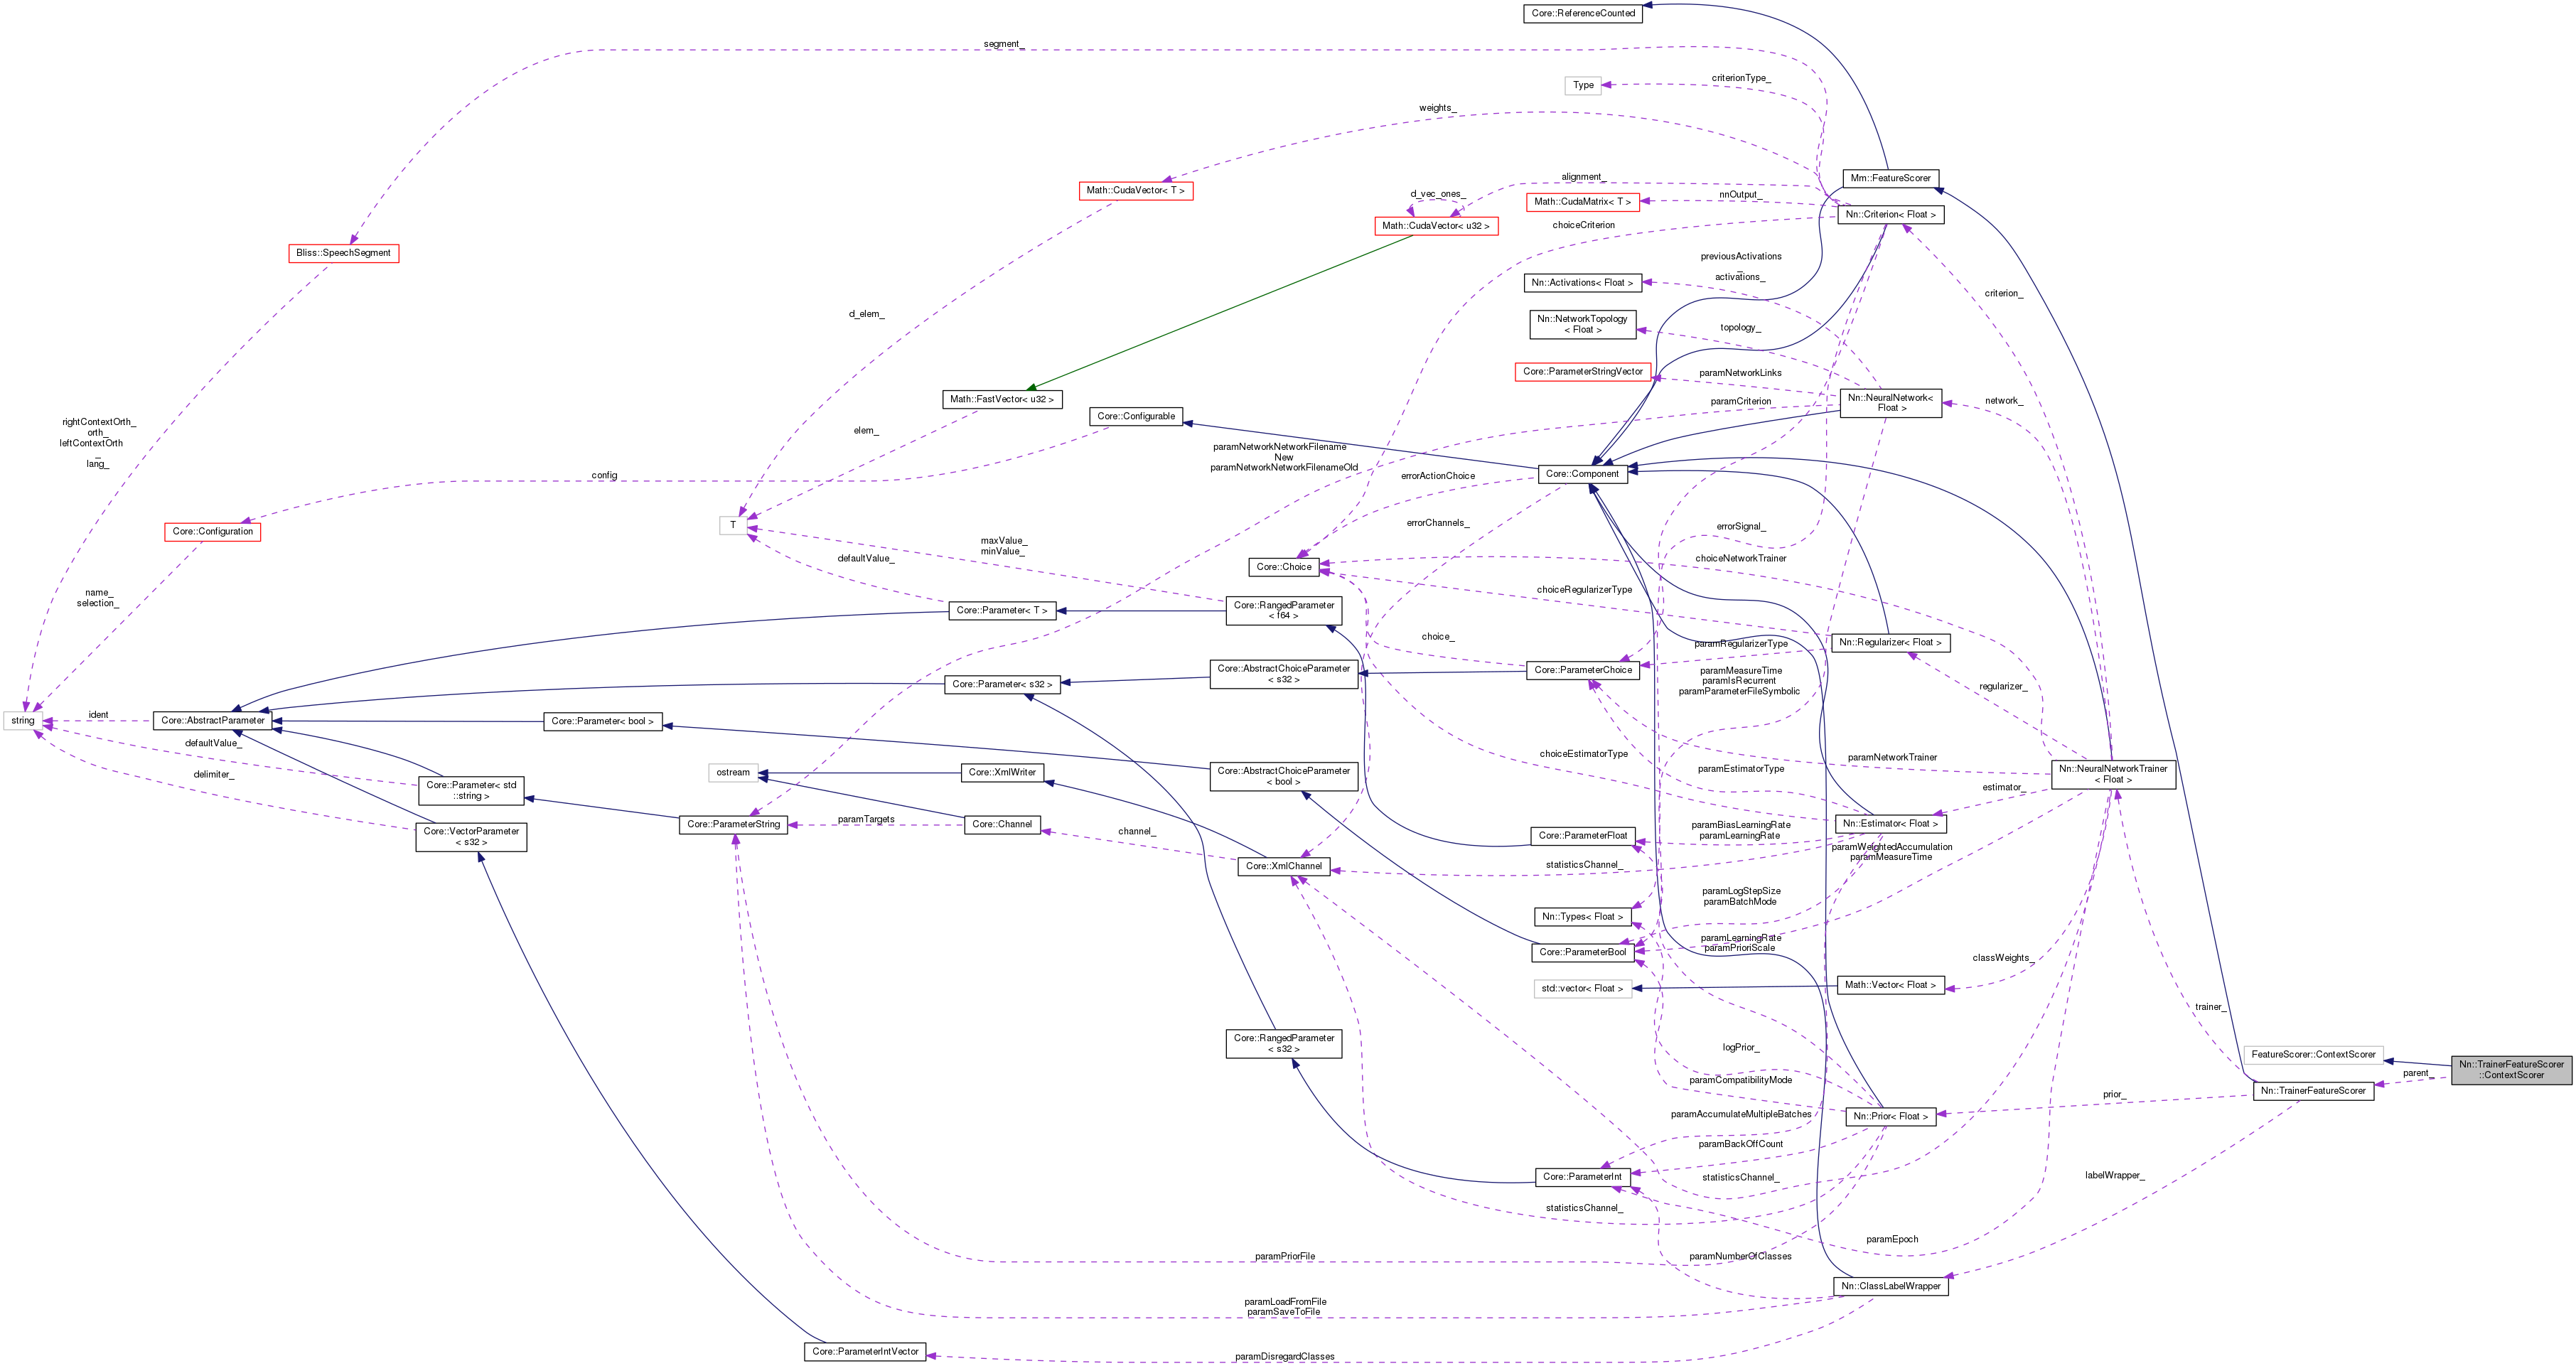 Core::ReferenceCounted
segment_
criterionType_
Type
weights_
Mm::FeatureScorer
alignment_
Math::CudaVector< T >
d_vec_ones_
nnOutput_
Math::CudaMatrix< T >
Nn::Criterion< Float >
Math::CudaVector< u32 >
choiceCriterion
Bliss::SpeechSegment
previousActivations
_
activations_
Nn::Activations< Float >
criterion_
d_elem_
Nn::NetworkTopology
< Float >
topology_
Core::ParameterStringVector
paramNetworkLinks
Math::FastVector< u32 >
Nn::NeuralNetwork<
Float >
network_
paramCriterion
Core::Configurable
rightContextOrth_
orth_
leftContextOrth
_
lang_
elem_
paramNetworkNetworkFilename
New
paramNetworkNetworkFilenameOld
config
errorActionChoice
Core::Component
Core::Configuration
T
errorChannels_
errorSignal_
maxValue_
minValue_
defaultValue_
Core::Choice
choiceNetworkTrainer
name_
selection_
choiceRegularizerType
Core::Parameter< T >
Core::RangedParameter
< f64 >
choice_
paramRegularizerType
Nn::Regularizer< Float >
Core::AbstractChoiceParameter
< s32 >
Core::ParameterChoice
paramMeasureTime
paramIsRecurrent
paramParameterFileSymbolic
Core::Parameter< s32 >
regularizer_
string
ident
Core::AbstractParameter
Core::Parameter< bool >
defaultValue_
choiceEstimatorType
paramNetworkTrainer
delimiter_
ostream
Core::XmlWriter
Core::AbstractChoiceParameter
< bool >
paramEstimatorType
Nn::NeuralNetworkTrainer
< Float >
Core::Parameter< std
::string >
estimator_
Core::VectorParameter
< s32 >
Core::ParameterString
paramTargets
Core::Channel
channel_
Core::ParameterFloat
paramBiasLearningRate
paramLearningRate
Nn::Estimator< Float >
paramWeightedAccumulation
paramMeasureTime
Core::XmlChannel
statisticsChannel_
paramLogStepSize
paramBatchMode
Nn::Types< Float >
Core::ParameterBool
paramLearningRate
paramPrioriScale
classWeights_
std::vector< Float >
Math::Vector< Float >
trainer_
Core::RangedParameter
< s32 >
logPrior_
FeatureScorer::ContextScorer
Nn::TrainerFeatureScorer
::ContextScorer
parent_
paramCompatibilityMode
Nn::TrainerFeatureScorer
prior_
paramAccumulateMultipleBatches
Nn::Prior< Float >
paramBackOffCount
Core::ParameterInt
statisticsChannel_
labelWrapper_
statisticsChannel_
paramEpoch
paramPriorFile
paramNumberOfClasses
Nn::ClassLabelWrapper
paramLoadFromFile
paramSaveToFile
Core::ParameterIntVector
paramDisregardClasses